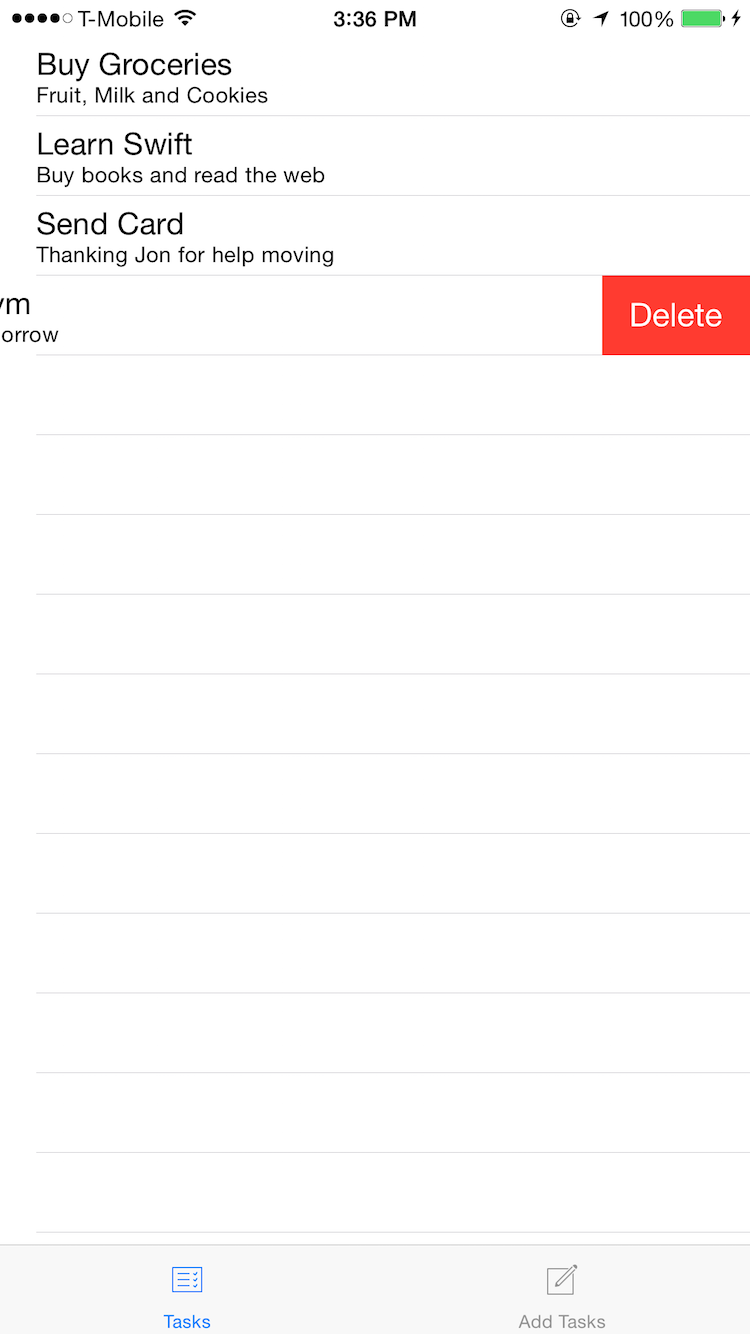 T-Mobile 3:36 PM 100%
Buy Groceries
Fruit, Milk and Cookies
Learn Swift
Buy books and read the web
Send Card
Thanking Jon for help moving
ym
orrow
Delete
Tasks
Add Tasks